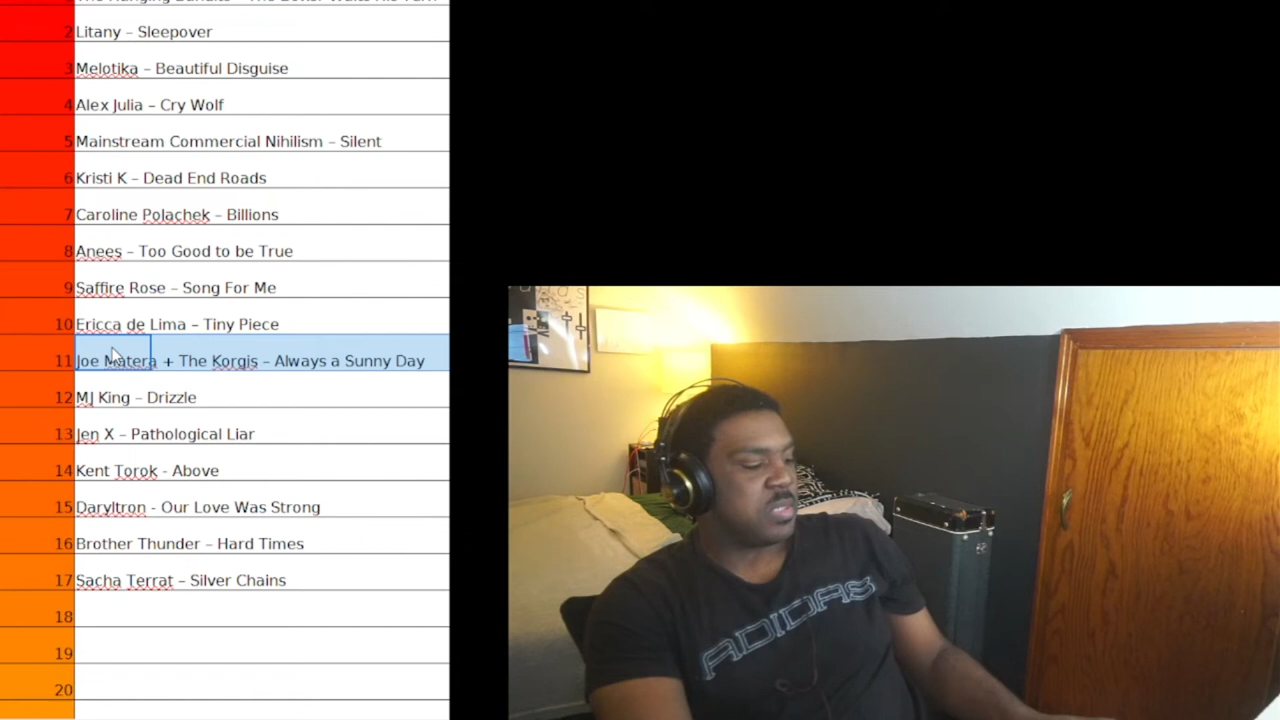 2 Litany – Sleepover
3 Melotika – Beautiful Disguise
4 Alex Julia – Cry Wolf
5 Mainstream Commercial Nihilism – Silent
6 Kristi K – Dead End Roads
7 Caroline Polachek – Billions
8 Anees – Too Good to be True
9 Saffire Rose – Song For Me
10 Ericca de Lima – Tiny Piece
11 Joe Matera + The Korgis – Always a Sunny Day
12 MJ King – Drizzle
13 Jen X – Pathological Liar
14 Kent Torok - Above
15 Daryltron - Our Love Was Strong
16 Brother Thunder – Hard Times
17 Sacha Terrat – Silver Chains
18
19
20
ADIDAS